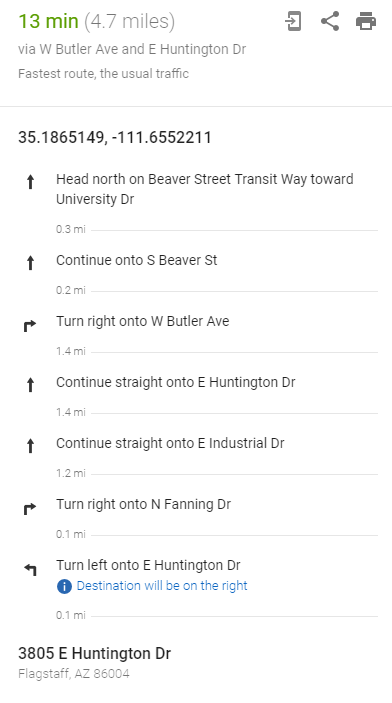 13 min (4.7 miles)
via W Butler Ave and E Huntington Dr
Fastest route, the usual traffic
35.1865149, -111.6552211
Head north on Beaver Street Transit Way toward
University Dr
0.3 mi
Continue onto S Beaver St
0.2 mi
Turn right onto W Butler Ave
1.4 mi
Continue straight onto E Huntington Dr
1.4 mi
Continue straight onto E Industrial Dr
1.2 mi
Turn right onto N Fanning Dr
0.1 mi
Turn left onto E Huntington Dr
Destination will be on the right
0.1 mi
3805 E Huntington Dr
Flagstaff, AZ 86004